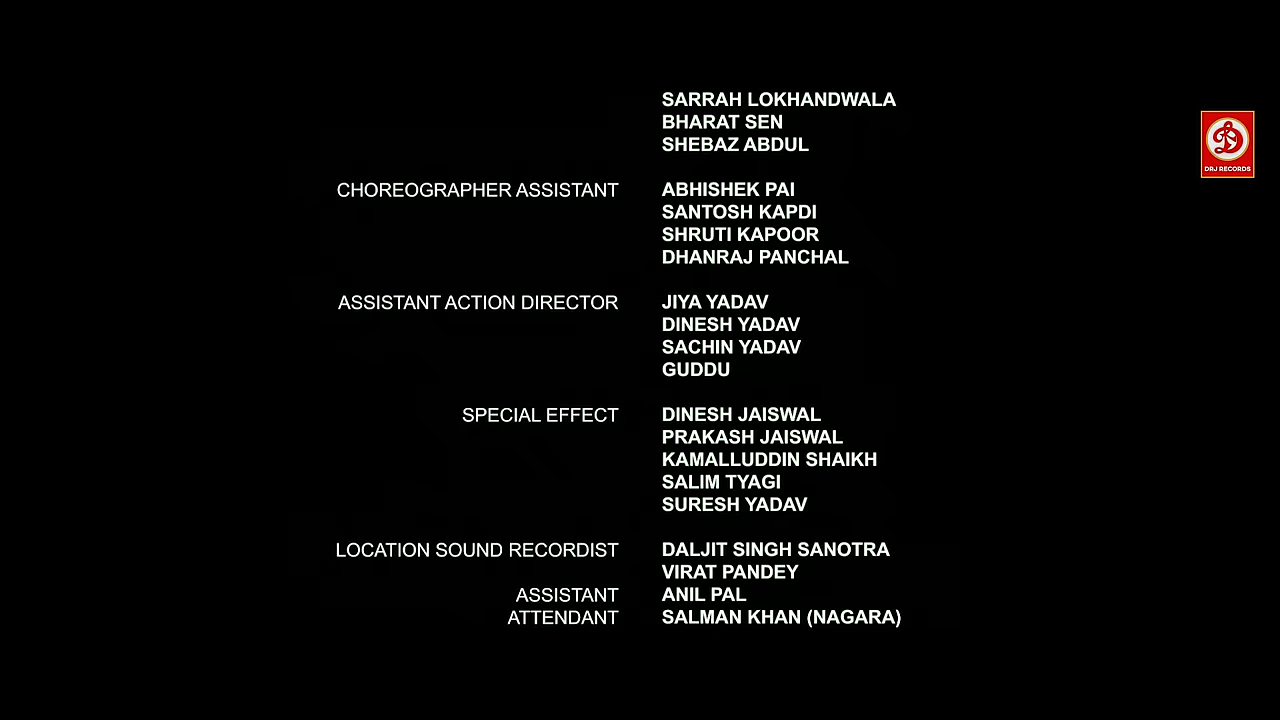 SARRAH LOKHANDWALA
BHARAT SEN
SHEBAZ ABDUL
CHOREOGRAPHER ASSISTANT ABHISHEK PAI
SANTOSH KAPDI
SHRUTI KAPOOR
DHANRAJ PANCHAL
ASSISTANT ACTION DIRECTOR JIYA YADAV
DINESH YADAV
SACHIN YADAV
GUDDU
SPECIAL EFFECT DINESH JAISWAL
PRAKASH JAISWAL
KAMALLUDDIN SHAIKH
SALIM TYAGI
SURESH YADAV
LOCATION SOUND RECORDIST DALJIT SINGH SANOTRA
VIRAT PANDEY
ASSISTANT ANIL PAL
ATTENDANT SALMAN KHAN (NAGARA)
DRJ RECORDS